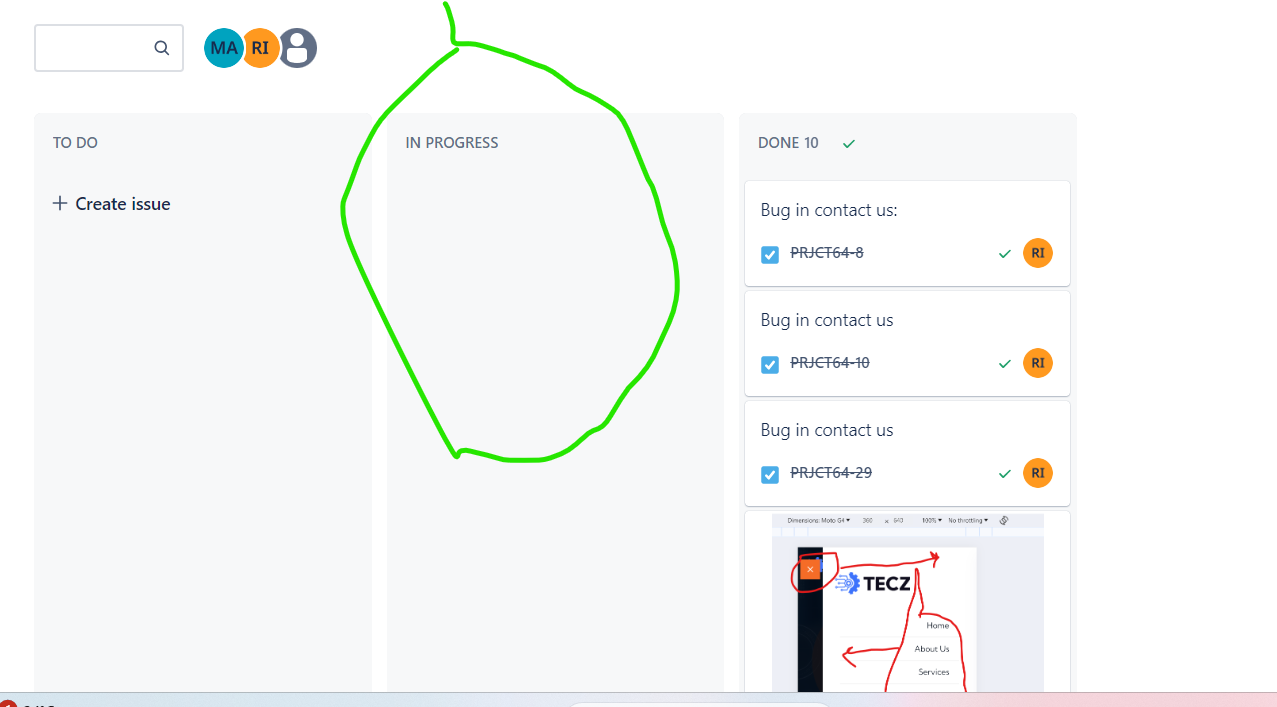 MA RI
TO DO
IN PROGRESS
DONE 10
Create issue
Bug in contact us:
PRJCT64-8
RI
Bug in contact us
PRJCT64-10
RI
Bug in contact us
PRJCT64-29
RI
Dimensions: Moto G4 360 × 640 100% No throttling
TECZ
Home
About Us
Services